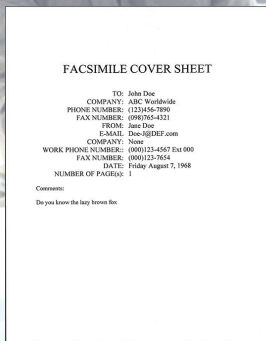 FACSIMILE COVER SHEET
TO: John Doe
COMPANY: ABC Worldwide
PHONE NUMBER: (123)456-7890
FAX NUMBER: (098)765-4321
FROM: Jane Doe
E-MAIL Doe-J@DEF.com
COMPANY: None
WORK PHONE NUMBER:: (000)123-4567 Ext 000
FAX NUMBER: (000)123-7654
DATE: Friday August 7, 1968
NUMBER OF PAGE(s): 1
Comments:
Do you know the lazy brown fox